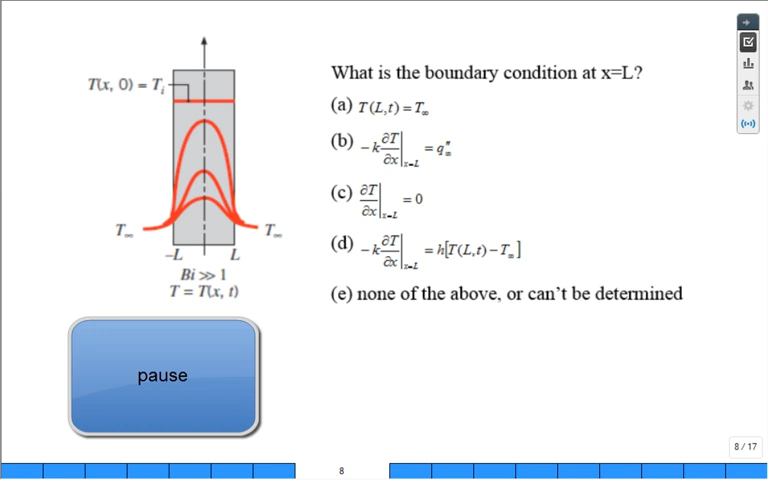 What is the boundary condition at x=L?
T(x, 0) = Tᵢ
(a) T(L,t) = T∞
(b) −k ∂T/∂x|ₓ₌L = q″∞
(c) ∂T/∂x|ₓ₌L = 0
(d) −k ∂T/∂x|ₓ₌L = h[T(L,t) − T∞]
(e) none of the above, or can't be determined
T∞
T∞
−L
L
Bi ≫ 1
T = T(x, t)
pause
8 / 17
8